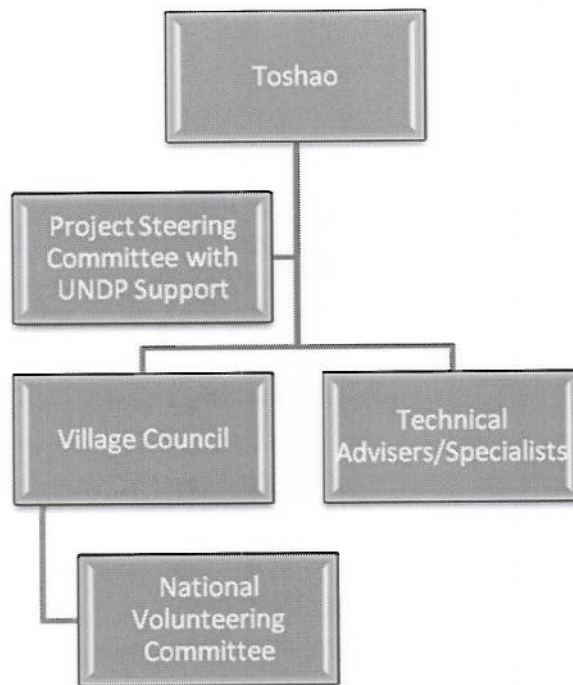 Toshao
Project Steering
Committee with
UNDP Support
Village Council
Technical
Advisers/Specialists
National
Volunteering
Committee